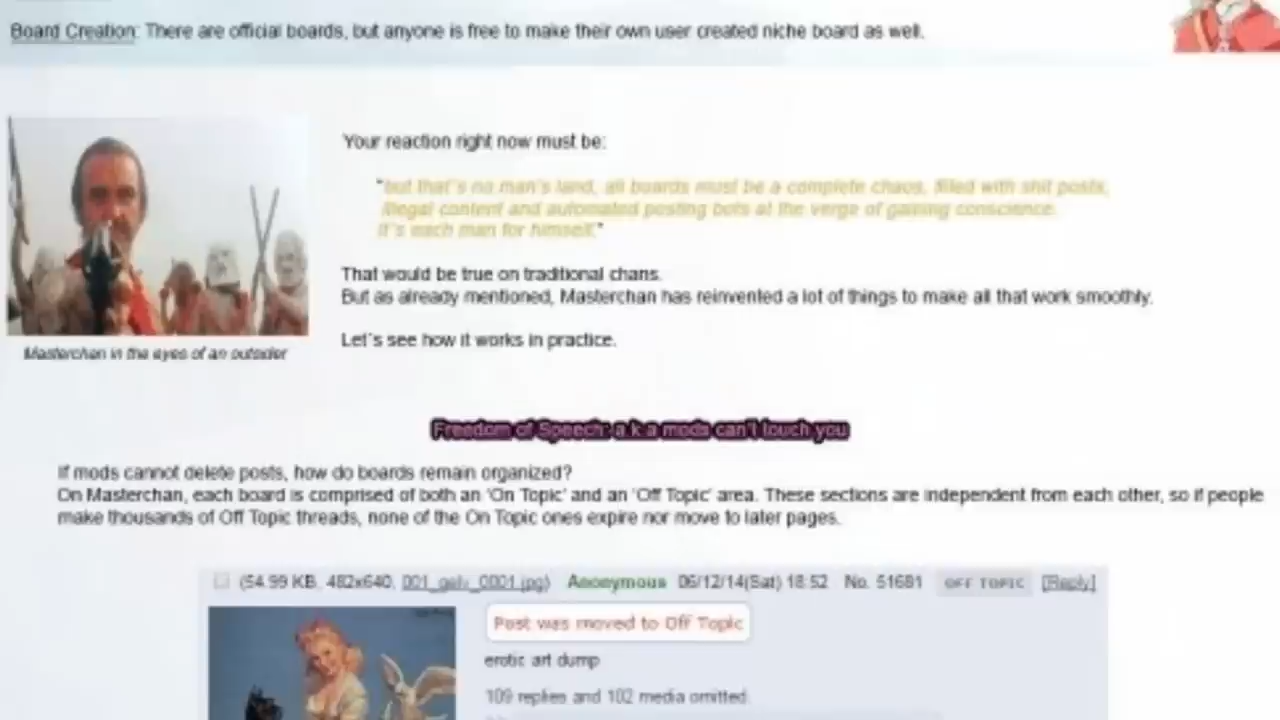 Board Creation: There are official boards, but anyone is free to make their own user created niche board as well.
Your reaction right now must be:
"but that's no man's land, all boards must be a complete chaos, filled with shit posts,
illegal content and automated posting bots at the verge of gaining conscience.
It's each man for himself."
That would be true on traditional chans.
But as already mentioned, Masterchan has reinvented a lot of things to make all that work smoothly.
Let's see how it works in practice.
Masterchan in the eyes of an outsider
Freedom of Speech: a.k.a mods can't touch you
If mods cannot delete posts, how do boards remain organized?
On Masterchan, each board is comprised of both an 'On Topic' and an 'Off Topic' area. These sections are independent from each other, so if people
make thousands of Off Topic threads, none of the On Topic ones expire nor move to later pages.
(54.99 KB, 482x640, 0001.jpg) Anonymous 06/12/14(Sat) 18:52 No. 51681 OFF TOPIC [Reply]
Post was moved to Off Topic
erotic art dump
109 replies and 102 media omitted.